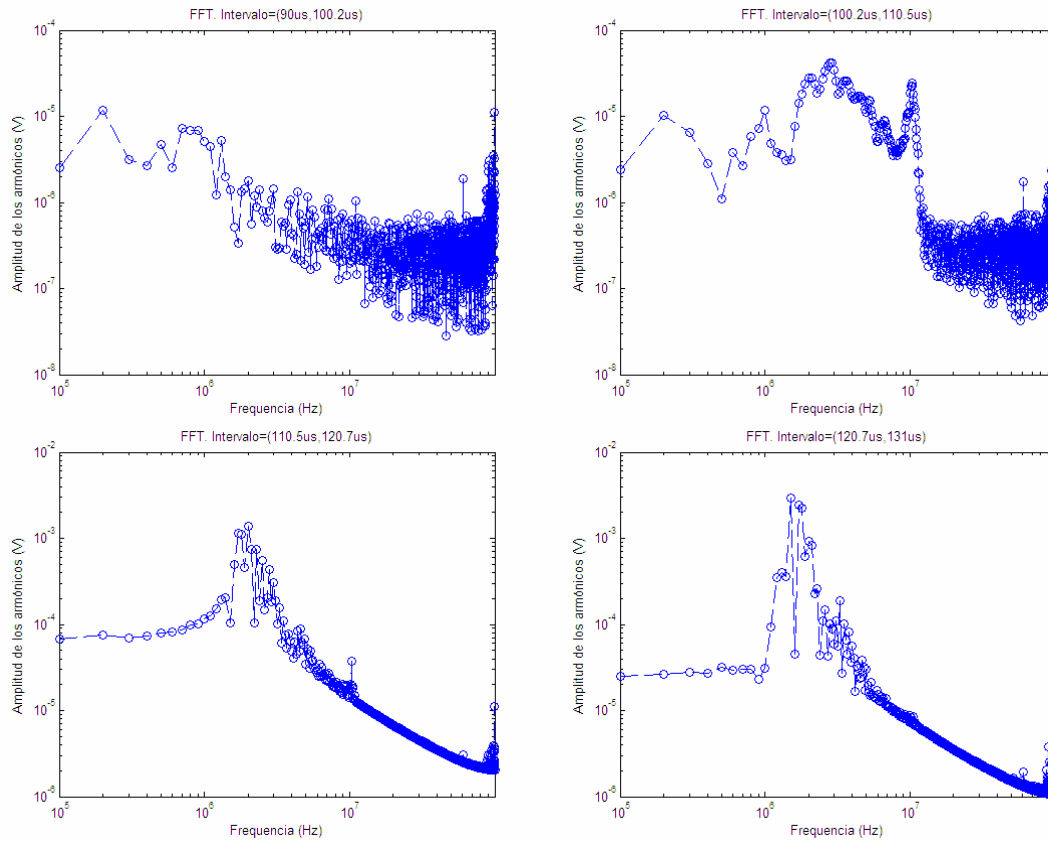 FFT. Intervalo=(90us,100.2us)
FFT. Intervalo=(100.2us,110.5us)
Amplitud de los armónicos (V)
10^-4
10^-5
10^-6
10^-7
10^-8
10^5
10^6
10^7
Frequencia (Hz)
Amplitud de los armónicos (V)
10^-4
10^-5
10^-6
10^-7
10^-8
10^5
10^6
10^7
Frequencia (Hz)
FFT. Intervalo=(110.5us,120.7us)
FFT. Intervalo=(120.7us,131us)
Amplitud de los armónicos (V)
10^-2
10^-3
10^-4
10^-5
10^-6
10^5
10^6
10^7
Frequencia (Hz)
Amplitud de los armónicos (V)
10^-2
10^-3
10^-4
10^-5
10^-6
10^5
10^6
10^7
Frequencia (Hz)